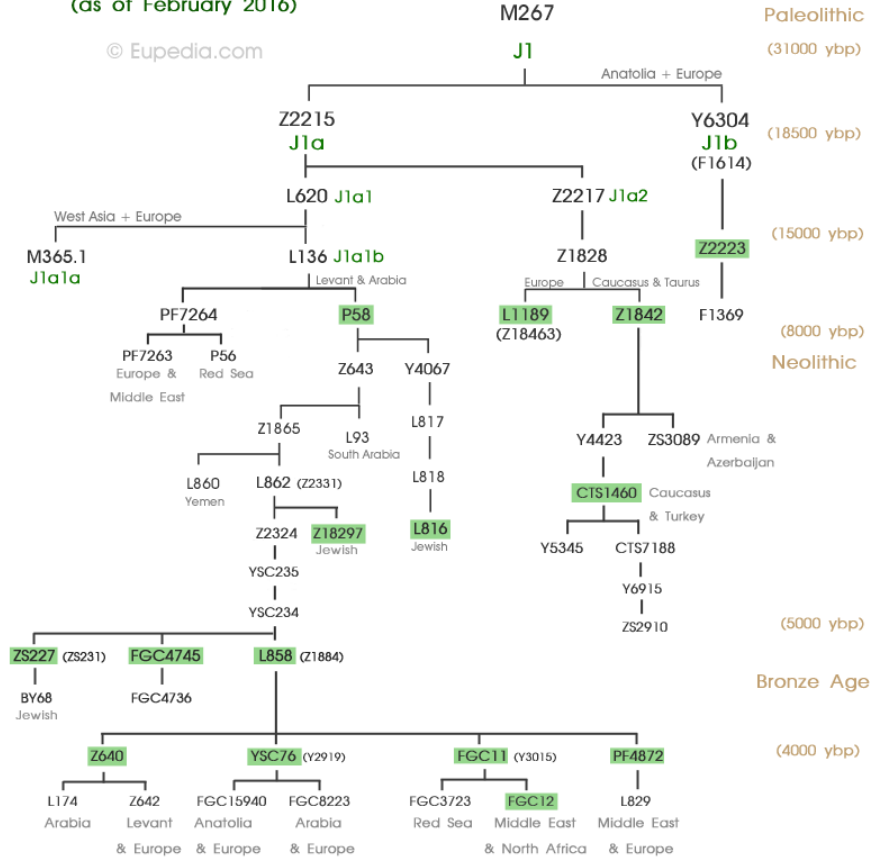 (as of February 2016)
M267
Paleolithic
© Eupedia.com
J1
(31000 ybp)
Anatolia + Europe
Z2215
Y6304
(18500 ybp)
J1a
J1b
(F1614)
L620 J1a1
Z2217 J1a2
West Asia + Europe
(15000 ybp)
Z2223
M365.1
L136 J1a1b
Z1828
J1a1a
Levant & Arabia
Europe
Caucasus & Taurus
PF7264
P58
L1189
Z1842
F1369
(Z18463)
(8000 ybp)
PF7263
P56
Neolithic
Europe &
Red Sea
Middle East
Z643
Y4067
Z1865
L817
L93
South Arabia
Y4423
ZS3089
Armenia &
Azerbaijan
L860
L862 (Z2331)
L818
Yemen
CTS1460
Caucasus
& Turkey
Z2324
Z18297
L816
Jewish
Jewish
Y5345
CTS7188
YSC235
Y6915
YSC234
ZS2910
(5000 ybp)
ZS227 (ZS231)
FGC4745
L858 (Z1884)
Bronze Age
BY68
FGC4736
Jewish
Z640
YSC76 (Y2919)
FGC11 (Y3015)
PF4872
(4000 ybp)
L174
Z642
FGC15940
FGC8223
FGC3723
FGC12
L829
Arabia
Levant
Anatolia
Arabia
Red Sea
Middle East
Middle East
& Europe
& Europe
& Europe
& North Africa
& Europe